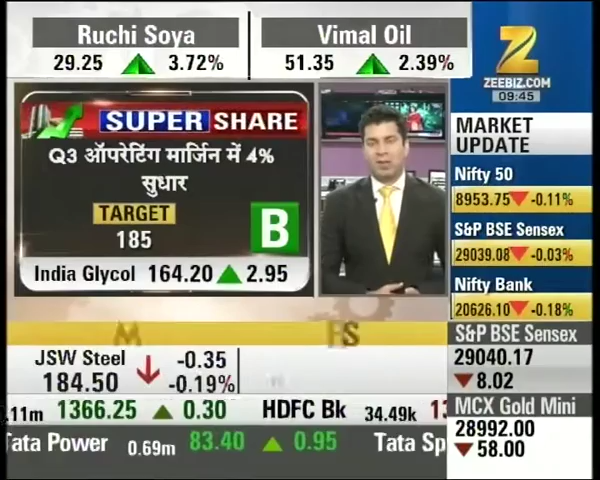 Ruchi Soya
29.25 3.72%
Vimal Oil
51.35 2.39%
Z
ZEEBIZ.COM
09:45
SUPER SHARE
Q3 ऑपरेटिंग मार्जिन में 4%
सुधार
TARGET
185
B
India Glycol 164.20 2.95
MARKET
UPDATE
Nifty 50
8953.75 -0.11%
S&P BSE Sensex
29039.08 -0.03%
Nifty Bank
20626.10 -0.18%
S&P BSE Sensex
29040.17
8.02
MCX Gold Mini
28992.00
58.00
JSW Steel -0.35
184.50 -0.19%
.11m 1366.25 0.30 HDFC Bk 34.49k 13
Tata Power 0.69m 83.40 0.95 Tata Sp